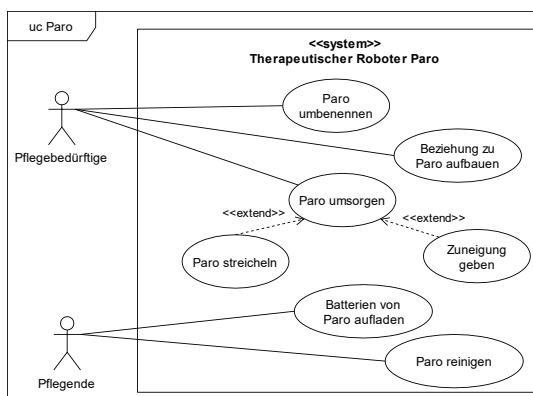 uc Paro
<<system>>
Therapeutischer Roboter Paro
Paro
umbenennen
Pflegebedürftige
Beziehung zu
Paro aufbauen
Paro umsorgen
<<extend>>
<<extend>>
Paro streicheln
Zuneigung
geben
Batterien von
Paro aufladen
Paro reinigen
Pflegende